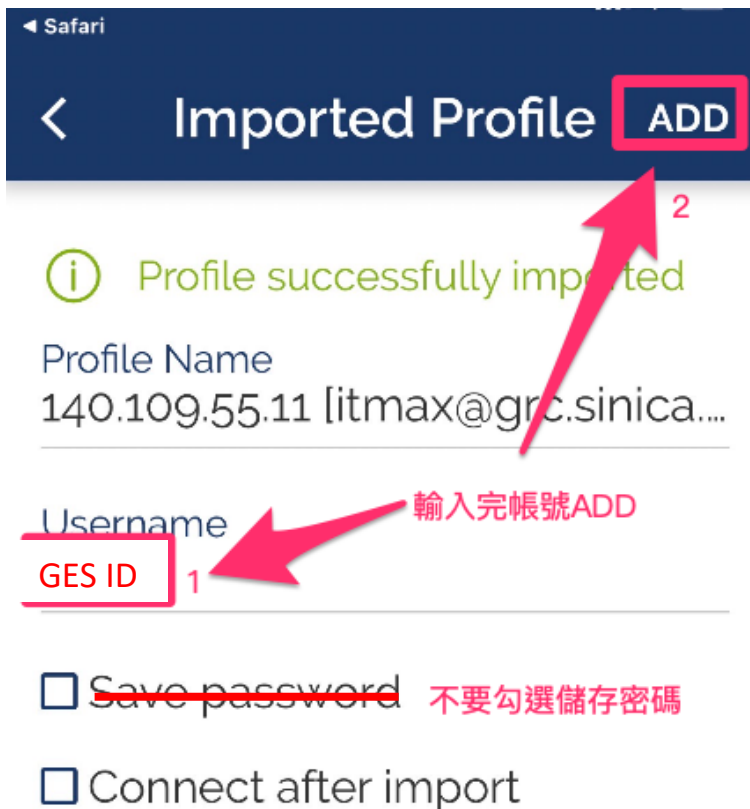 ◀ Safari
Imported Profile ADD
2
Profile successfully imported
Profile Name
140.109.55.11 [itmax@grc.sinica....
輸入完帳號ADD
Username
GES ID 1
Save password 不要勾選儲存密碼
Connect after import